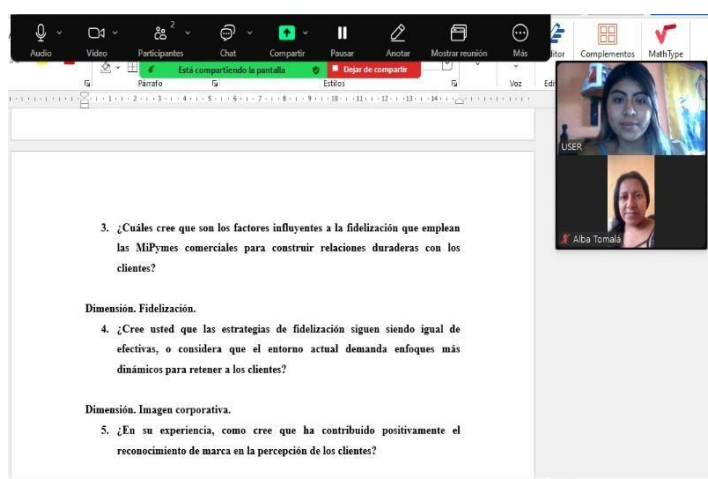 2
Audio
Vídeo
Participantes
Chat
Compartir
Pausar
Anotar
Mostrar reunión
Más
Complementos
MathType
Está compartiendo la pantalla
Dejar de compartir
Párrafo
Estilos
Voz
USER
Alba Tomalá
3. ¿Cuáles cree que son los factores influyentes a la fidelización que emplean
las MiPymes comerciales para construir relaciones duraderas con los
clientes?
Dimensión. Fidelización.
4. ¿Cree usted que las estrategias de fidelización siguen siendo igual de
efectivas, o considera que el entorno actual demanda enfoques más
dinámicos para retener a los clientes?
Dimensión. Imagen corporativa.
5. ¿En su experiencia, como cree que ha contribuido positivamente el
reconocimiento de marca en la percepción de los clientes?